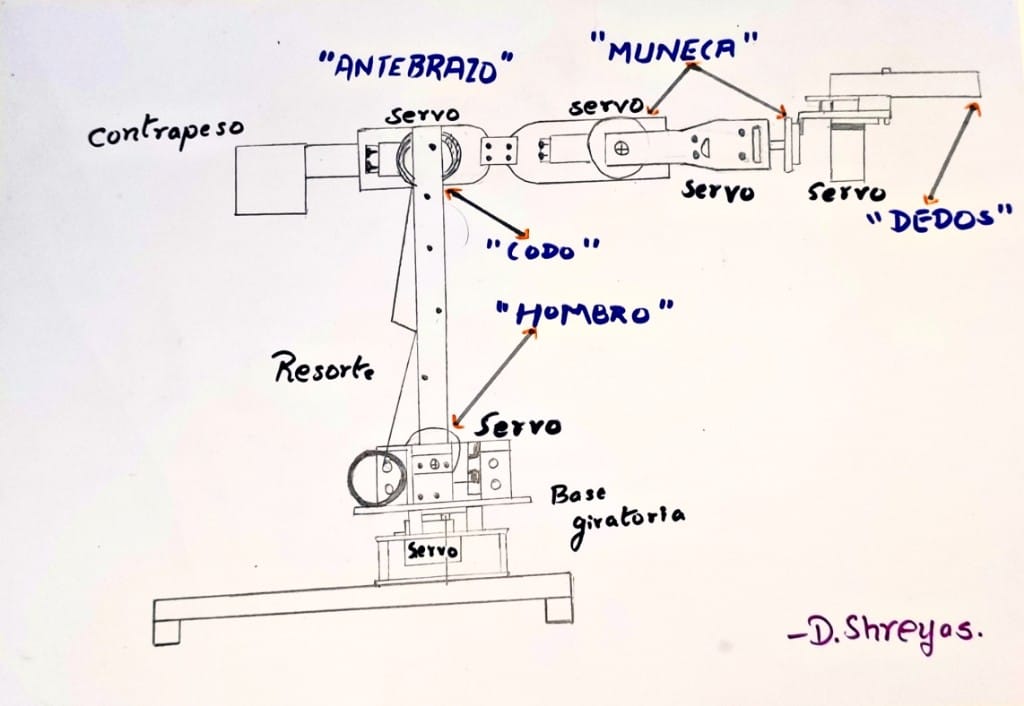 "ANTEBRAZO"
"MUNECA"
Contrapeso
Servo
servo
servo
Servo
"DEDOS"
"CODO"
"HOMBRO"
Resorte
Servo
Base
giratoria
Servo
-D.Shreyas.